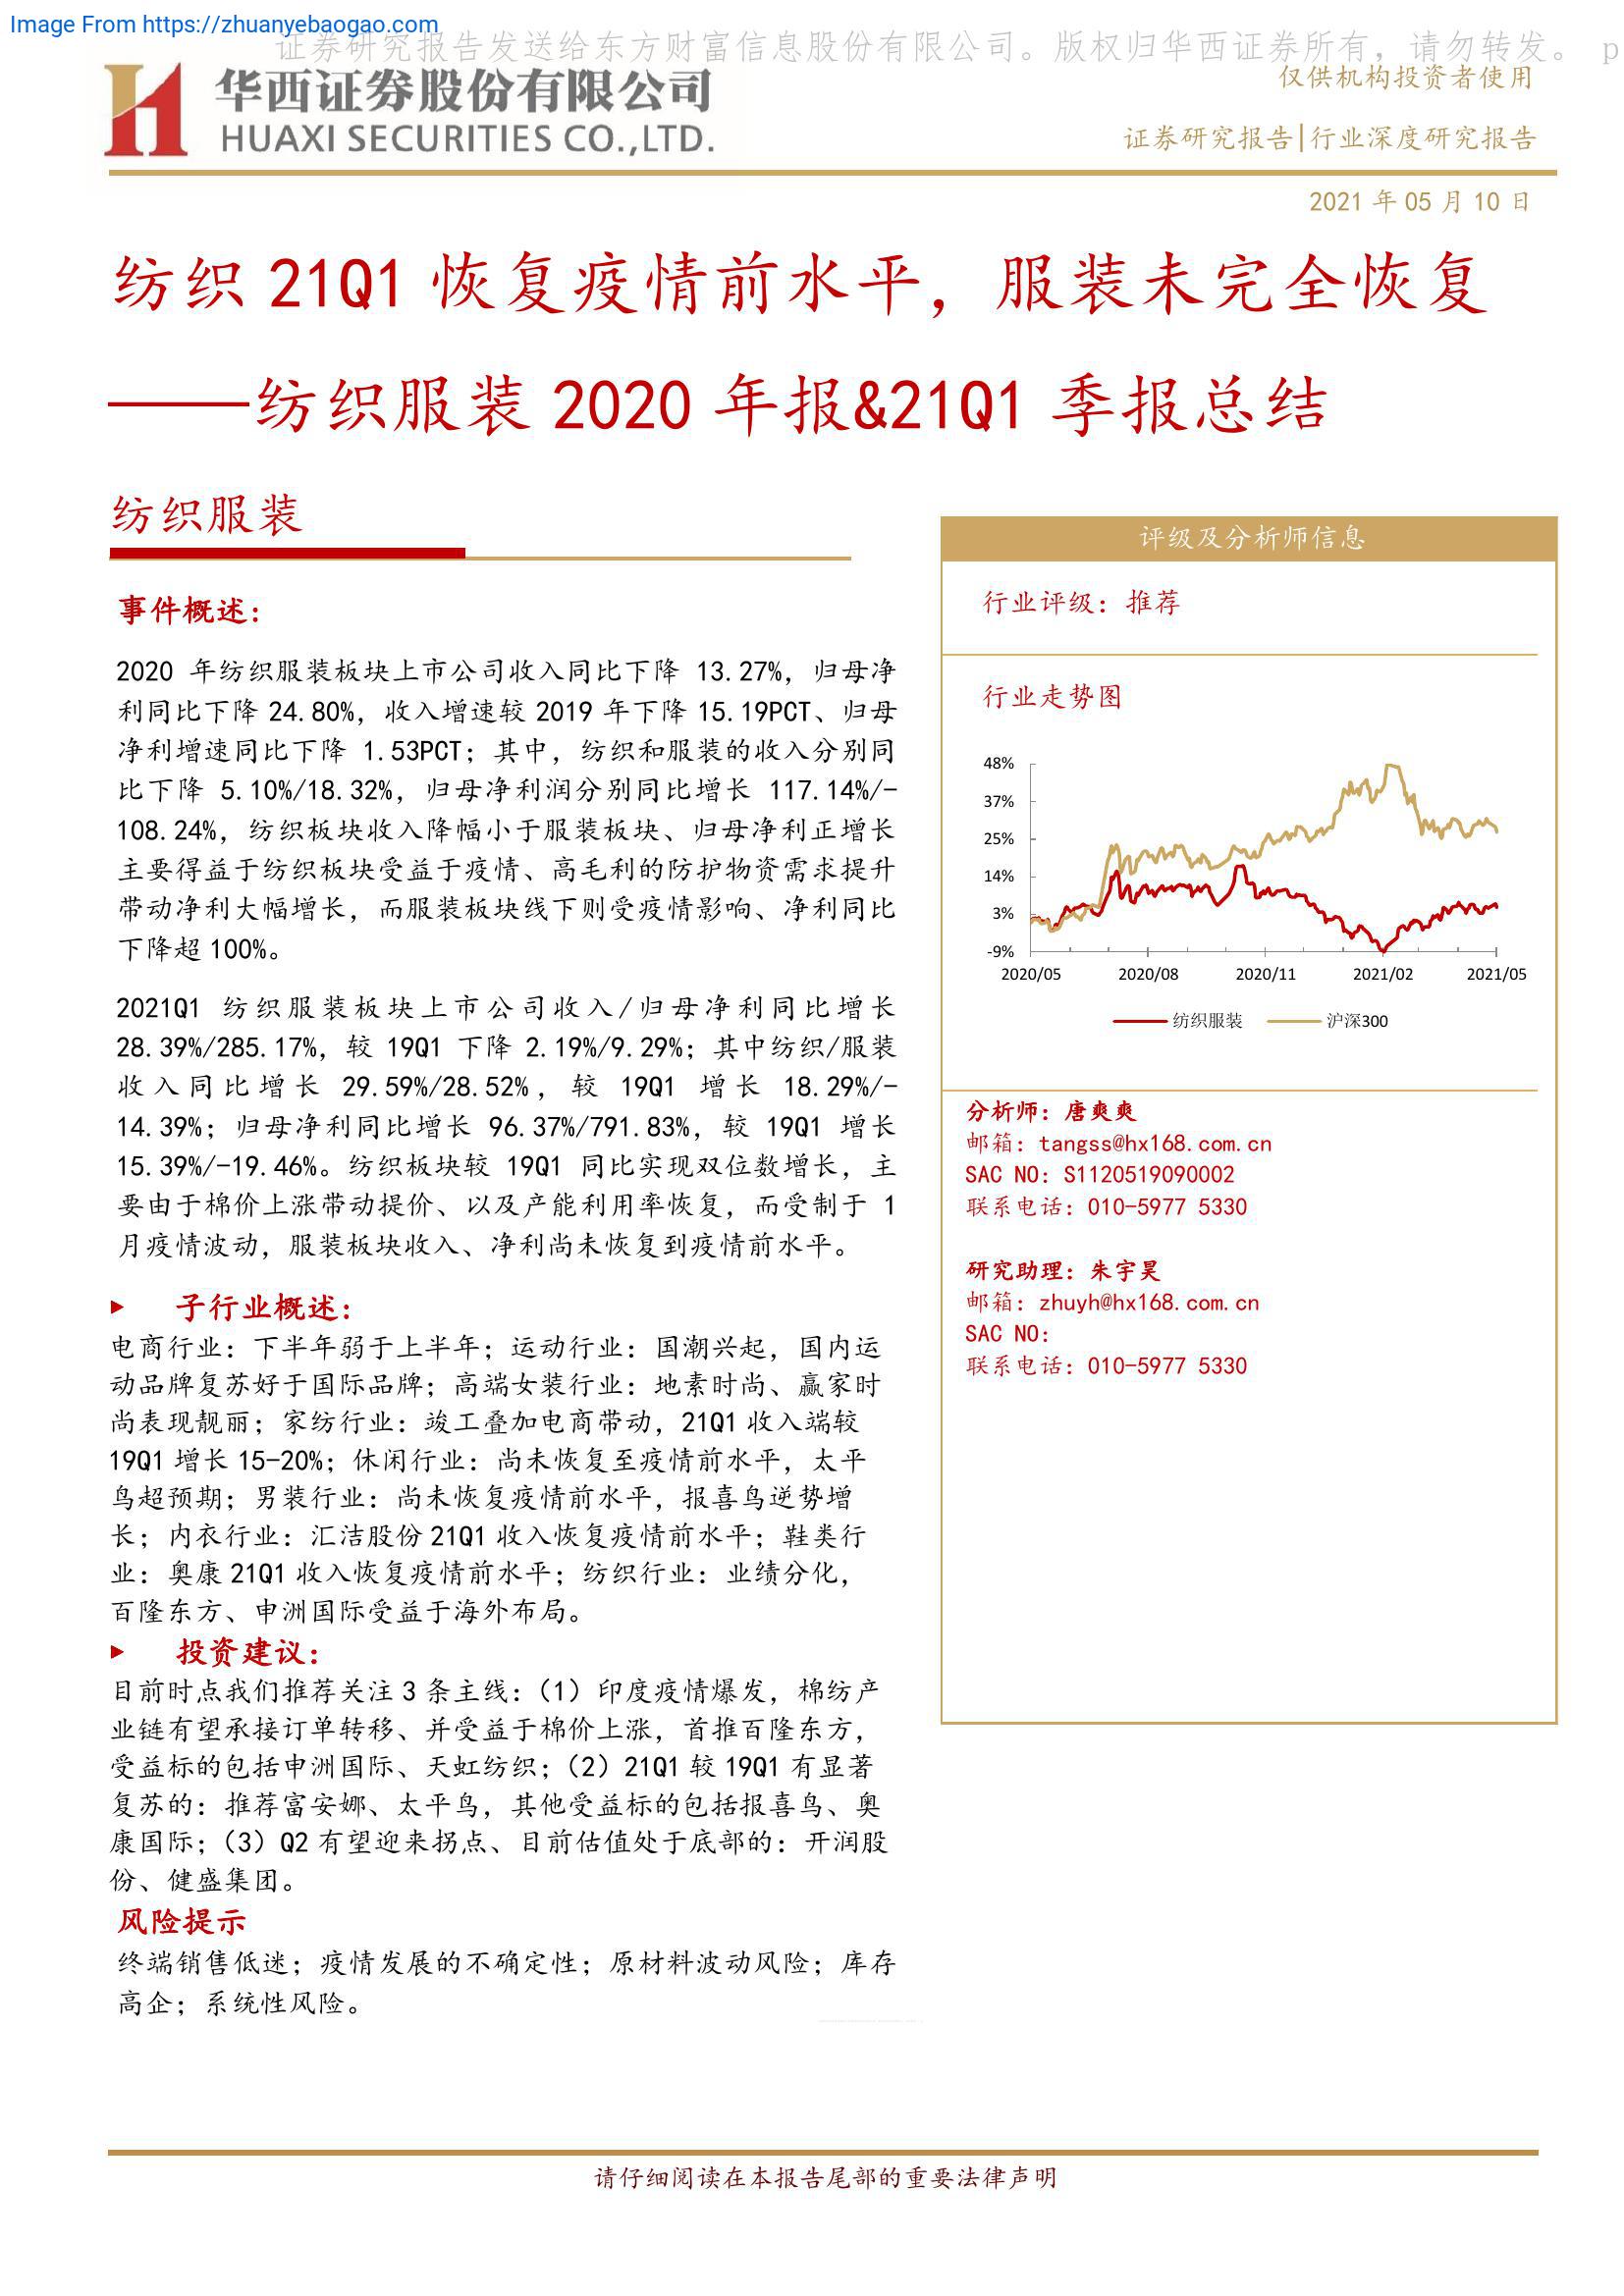 Image From https://zhuanyebaogao.com
证券研究报告发送给东方财富信息股份有限公司。版权归华西证券所有，请勿转发。 p
华西证券股份有限公司
HUAXI SECURITIES CO.,LTD.
仅供机构投资者使用
证券研究报告|行业深度研究报告
2021 年 05 月 10 日
纺织 21Q1 恢复疫情前水平，服装未完全恢复
——纺织服装 2020 年报&21Q1 季报总结
纺织服装
事件概述：
2020 年纺织服装板块上市公司收入同比下降 13.27%，归母净
利同比下降 24.80%，收入增速较 2019 年下降 15.19PCT、归母
净利增速同比下降 1.53PCT；其中，纺织和服装的收入分别同
比下降 5.10%/18.32%，归母净利润分别同比增长 117.14%/-
108.24%，纺织板块收入降幅小于服装板块、归母净利正增长
主要得益于纺织板块受益于疫情、高毛利的防护物资需求提升
带动净利大幅增长，而服装板块线下则受疫情影响、净利同比
下降超 100%。
2021Q1 纺织服装板块上市公司收入/归母净利同比增长
28.39%/285.17%，较 19Q1 下降 2.19%/9.29%；其中纺织/服装
收入同比增长 29.59%/28.52%，较 19Q1 增长 18.29%/-
14.39%；归母净利同比增长 96.37%/791.83%，较 19Q1 增长
15.39%/-19.46%。纺织板块较 19Q1 同比实现双位数增长，主
要由于棉价上涨带动提价、以及产能利用率恢复，而受制于 1
月疫情波动，服装板块收入、净利尚未恢复到疫情前水平。
子行业概述：
电商行业：下半年弱于上半年；运动行业：国潮兴起，国内运
动品牌复苏好于国际品牌；高端女装行业：地素时尚、赢家时
尚表现靓丽；家纺行业：竣工叠加电商带动，21Q1 收入端较
19Q1 增长 15-20%；休闲行业：尚未恢复至疫情前水平，太平
鸟超预期；男装行业：尚未恢复疫情前水平，报喜鸟逆势增
长；内衣行业：汇洁股份 21Q1 收入恢复疫情前水平；鞋类行
业：奥康 21Q1 收入恢复疫情前水平；纺织行业：业绩分化，
百隆东方、申洲国际受益于海外布局。
投资建议：
目前时点我们推荐关注 3 条主线：（1）印度疫情爆发，棉纺产
业链有望承接订单转移、并受益于棉价上涨，首推百隆东方，
受益标的包括申洲国际、天虹纺织；（2）21Q1 较 19Q1 有显著
复苏的：推荐富安娜、太平鸟，其他受益标的包括报喜鸟、奥
康国际；（3）Q2 有望迎来拐点、目前估值处于底部的：开润股
份、健盛集团。
风险提示
终端销售低迷；疫情发展的不确定性；原材料波动风险；库存
高企；系统性风险。
评级及分析师信息
行业评级：推荐
行业走势图
48%
37%
25%
14%
3%
-9%
2020/05 2020/08 2020/11 2021/02 2021/05
纺织服装 沪深300
分析师：唐爽爽
邮箱：tangss@hx168.com.cn
SAC NO：S1120519090002
联系电话：010-5977 5330
研究助理：朱宇昊
邮箱：zhuyh@hx168.com.cn
SAC NO：
联系电话：010-5977 5330
请仔细阅读在本报告尾部的重要法律声明